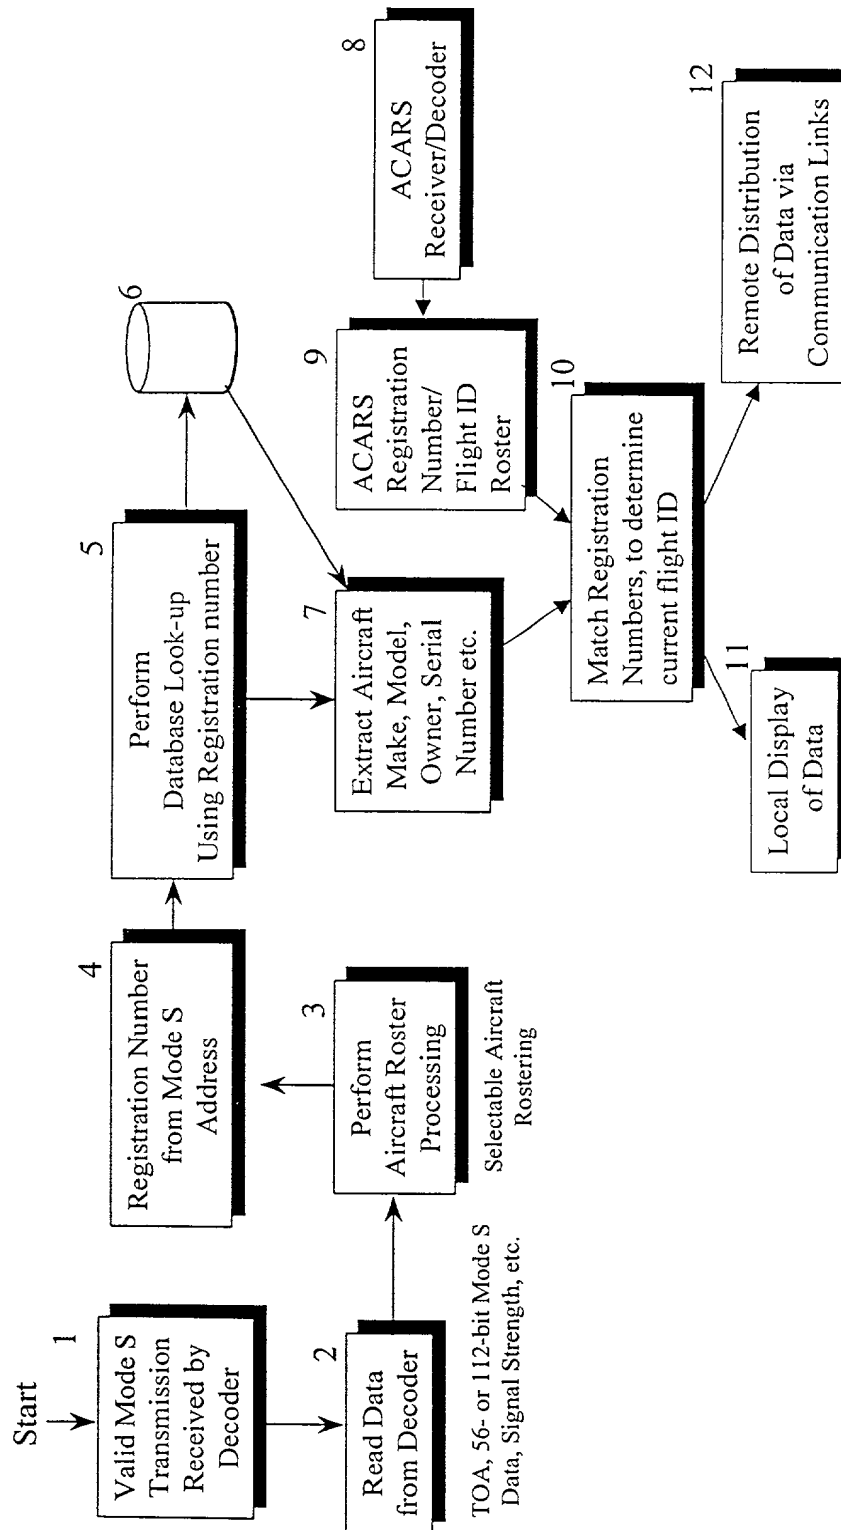 Start
1
Valid Mode S
Transmission
Received by
Decoder
2
Read Data
from Decoder
TOA, 56- or 112-bit Mode S
Data, Signal Strength, etc.
3
Perform
Aircraft Roster
Processing
Selectable Aircraft
Rostering
4
Registration Number
from Mode S
Address
5
Perform
Database Look-up
Using Registration number
6
7
Extract Aircraft
Make, Model,
Owner, Serial
Number etc.
8
ACARS
Receiver/Decoder
9
ACARS
Registration
Number/
Flight ID
Roster
10
Match Registration
Numbers, to determine
current flight ID
11
Local Display
of Data
12
Remote Distribution
of Data via
Communication Links